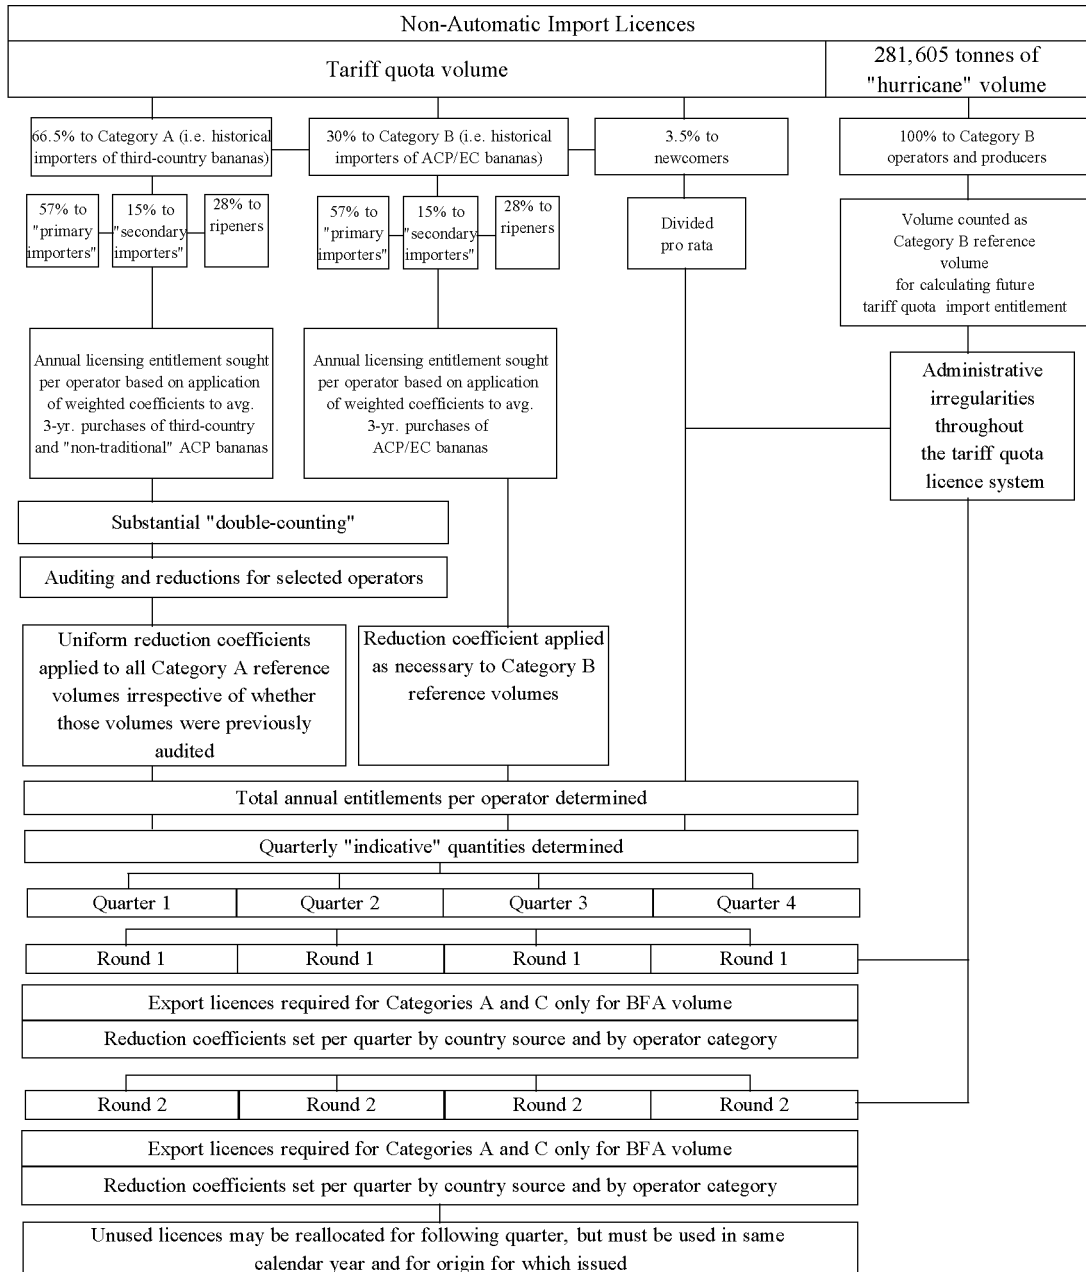 Non-Automatic Import Licences
Tariff quota volume
281,605 tonnes of
"hurricane" volume
66.5% to Category A (i.e. historical
importers of third-country bananas)
30% to Category B (i.e. historical
importers of ACP/EC bananas)
3.5% to
newcomers
100% to Category B
operators and producers
57% to
"primary
importers"
15% to
"secondary
importers"
28% to
ripeners
57% to
"primary
importers"
15% to
"secondary
importers"
28% to
ripeners
Divided
pro rata
Volume counted as
Category B reference
volume
for calculating future
tariff quota import entitlement
Annual licensing entitlement sought
per operator based on application
of weighted coefficients to avg.
3-yr. purchases of third-country
and "non-traditional" ACP bananas
Annual licensing entitlement sought
per operator based on application
of weighted coefficients to avg.
3-yr. purchases of
ACP/EC bananas
Administrative
irregularities
throughout
the tariff quota
licence system
Substantial "double-counting"
Auditing and reductions for selected operators
Uniform reduction coefficients
applied to all Category A reference
volumes irrespective of whether
those volumes were previously
audited
Reduction coefficient applied
as necessary to Category B
reference volumes
Total annual entitlements per operator determined
Quarterly "indicative" quantities determined
Quarter 1 Quarter 2 Quarter 3 Quarter 4
Round 1 Round 1 Round 1 Round 1
Export licences required for Categories A and C only for BFA volume
Reduction coefficients set per quarter by country source and by operator category
Round 2 Round 2 Round 2 Round 2
Export licences required for Categories A and C only for BFA volume
Reduction coefficients set per quarter by country source and by operator category
Unused licences may be reallocated for following quarter, but must be used in same
calendar year and for origin for which issued